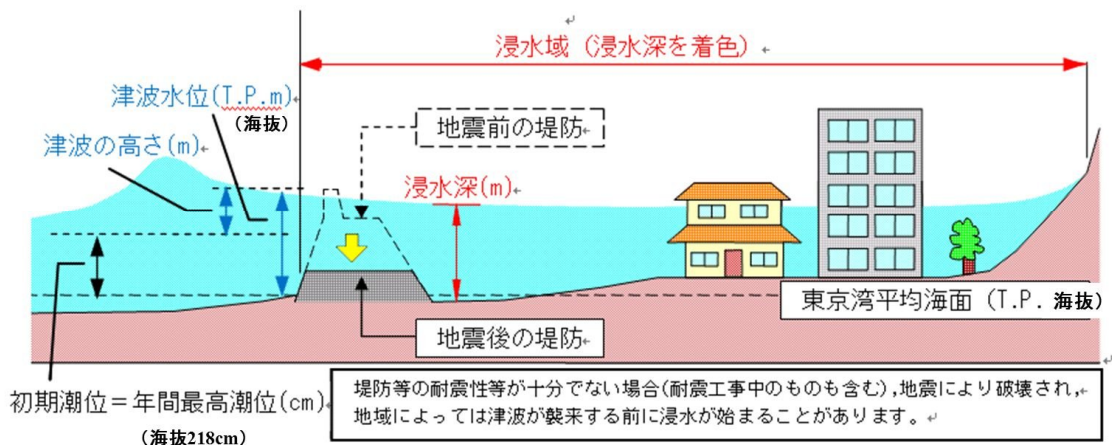 浸水域（浸水深を着色）
津波水位(T.P.m)
（海抜）
地震前の堤防
津波の高さ(m)
浸水深(m)
東京湾平均海面（T.P. 海抜）
地震後の堤防
初期潮位＝年間最高潮位(cm)
（海抜218cm）
堤防等の耐震性等が十分でない場合(耐震工事中のものも含む),地震により破壊され,
地域によっては津波が襲来する前に浸水が始まることがあります。